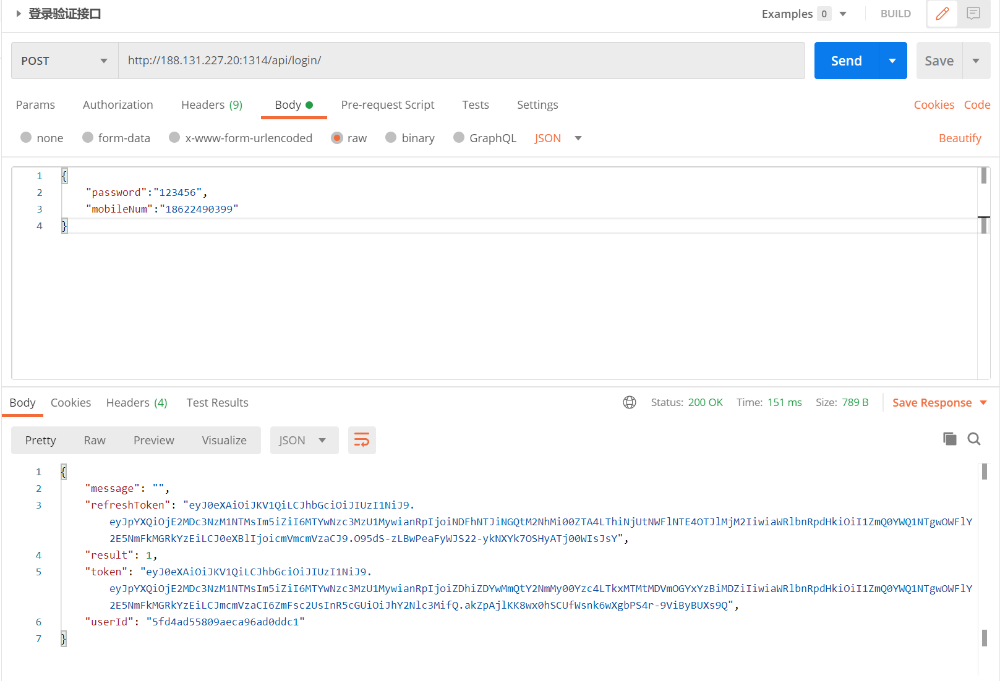 登录验证接口 Examples 0 BUILD
POST http://188.131.227.20:1314/api/login/ Send Save
Params Authorization Headers (9) Body Pre-request Script Tests Settings Cookies Code
none form-data x-www-form-urlencoded raw binary GraphQL JSON Beautify
1 {
2 "password":"123456",
3 "mobileNum":"18622490399"
4 }
Body Cookies Headers (4) Test Results Status: 200 OK Time: 151 ms Size: 789 B Save Response
Pretty Raw Preview Visualize JSON
1 {
2 "message": "",
3 "refreshToken": "eyJ0eXAiOiJKV1QiLCJhbGciOiJIUzI1NiJ9.
eyJpYXQiOjE2MDc3NzM1NTMsIm5iZiI6MTYwNzc3MzU1MywianRpIjoiNDFhNTJiNGQtM2NhMi00ZTA4LThiNjUtNWFlNTE4OTJlMjM2IiwiaWRlbnRpdHkiOiI1ZmQ0YWQ1NTgwOWFlY
2E5NmFkMGRkYzEiLCJ0eXBlIjoicmVmcmVzaCJ9.O95dS-zLBwPeaFyWJS22-ykNXYk7OSHyATj00WIsJsY",
4 "result": 1,
5 "token": "eyJ0eXAiOiJKV1QiLCJhbGciOiJIUzI1NiJ9.
eyJpYXQiOjE2MDc3NzM1NTMsIm5iZiI6MTYwNzc3MzU1MywianRpIjoiZDhiZDYwMmQtY2NmMy00Yzc4LTkxMTMtMDVmOGYxYzBiMDZiIiwiaWRlbnRpdHkiOiI1ZmQ0YWQ1NTgwOWFlY
2E5NmFkMGRkYzEiLCJmcmVzaCI6ZmFsc2UsInR5cGUiOiJhY2Nlc3MifQ.akZpAjlKK8wx0hSCUfWsnk6wXgbPS4r-9ViByBUXs9Q",
6 "userId": "5fd4ad55809aeca96ad0ddc1"
7 }